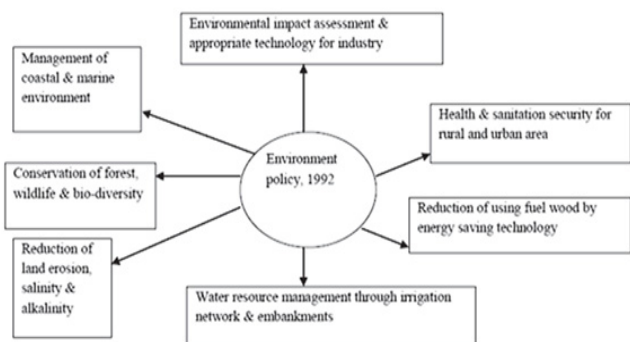 Environmental impact assessment &
appropriate technology for industry
Management of
coastal & marine
environment
Health & sanitation security for
rural and urban area
Environment
policy, 1992
Conservation of forest,
wildlife & bio-diversity
Reduction of using fuel wood by
energy saving technology
Reduction of
land erosion,
salinity &
alkalinity
Water resource management through irrigation
network & embankments